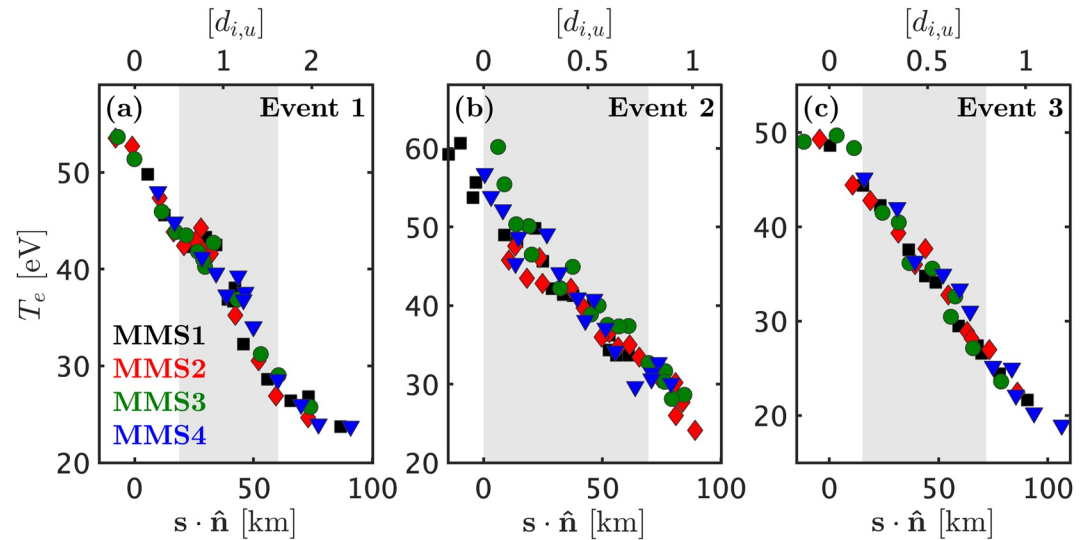 [d_{i,u}] [d_{i,u}] [d_{i,u}]
0 1 2 0 0.5 1 0 0.5 1
(a) Event 1 (b) Event 2 (c) Event 3
T_e [eV]
50
40
30
20
60
50
40
30
20
50
40
30
20
MMS1
MMS2
MMS3
MMS4
0 50 100 0 50 100 0 50 100
s · n̂ [km] s · n̂ [km] s · n̂ [km]